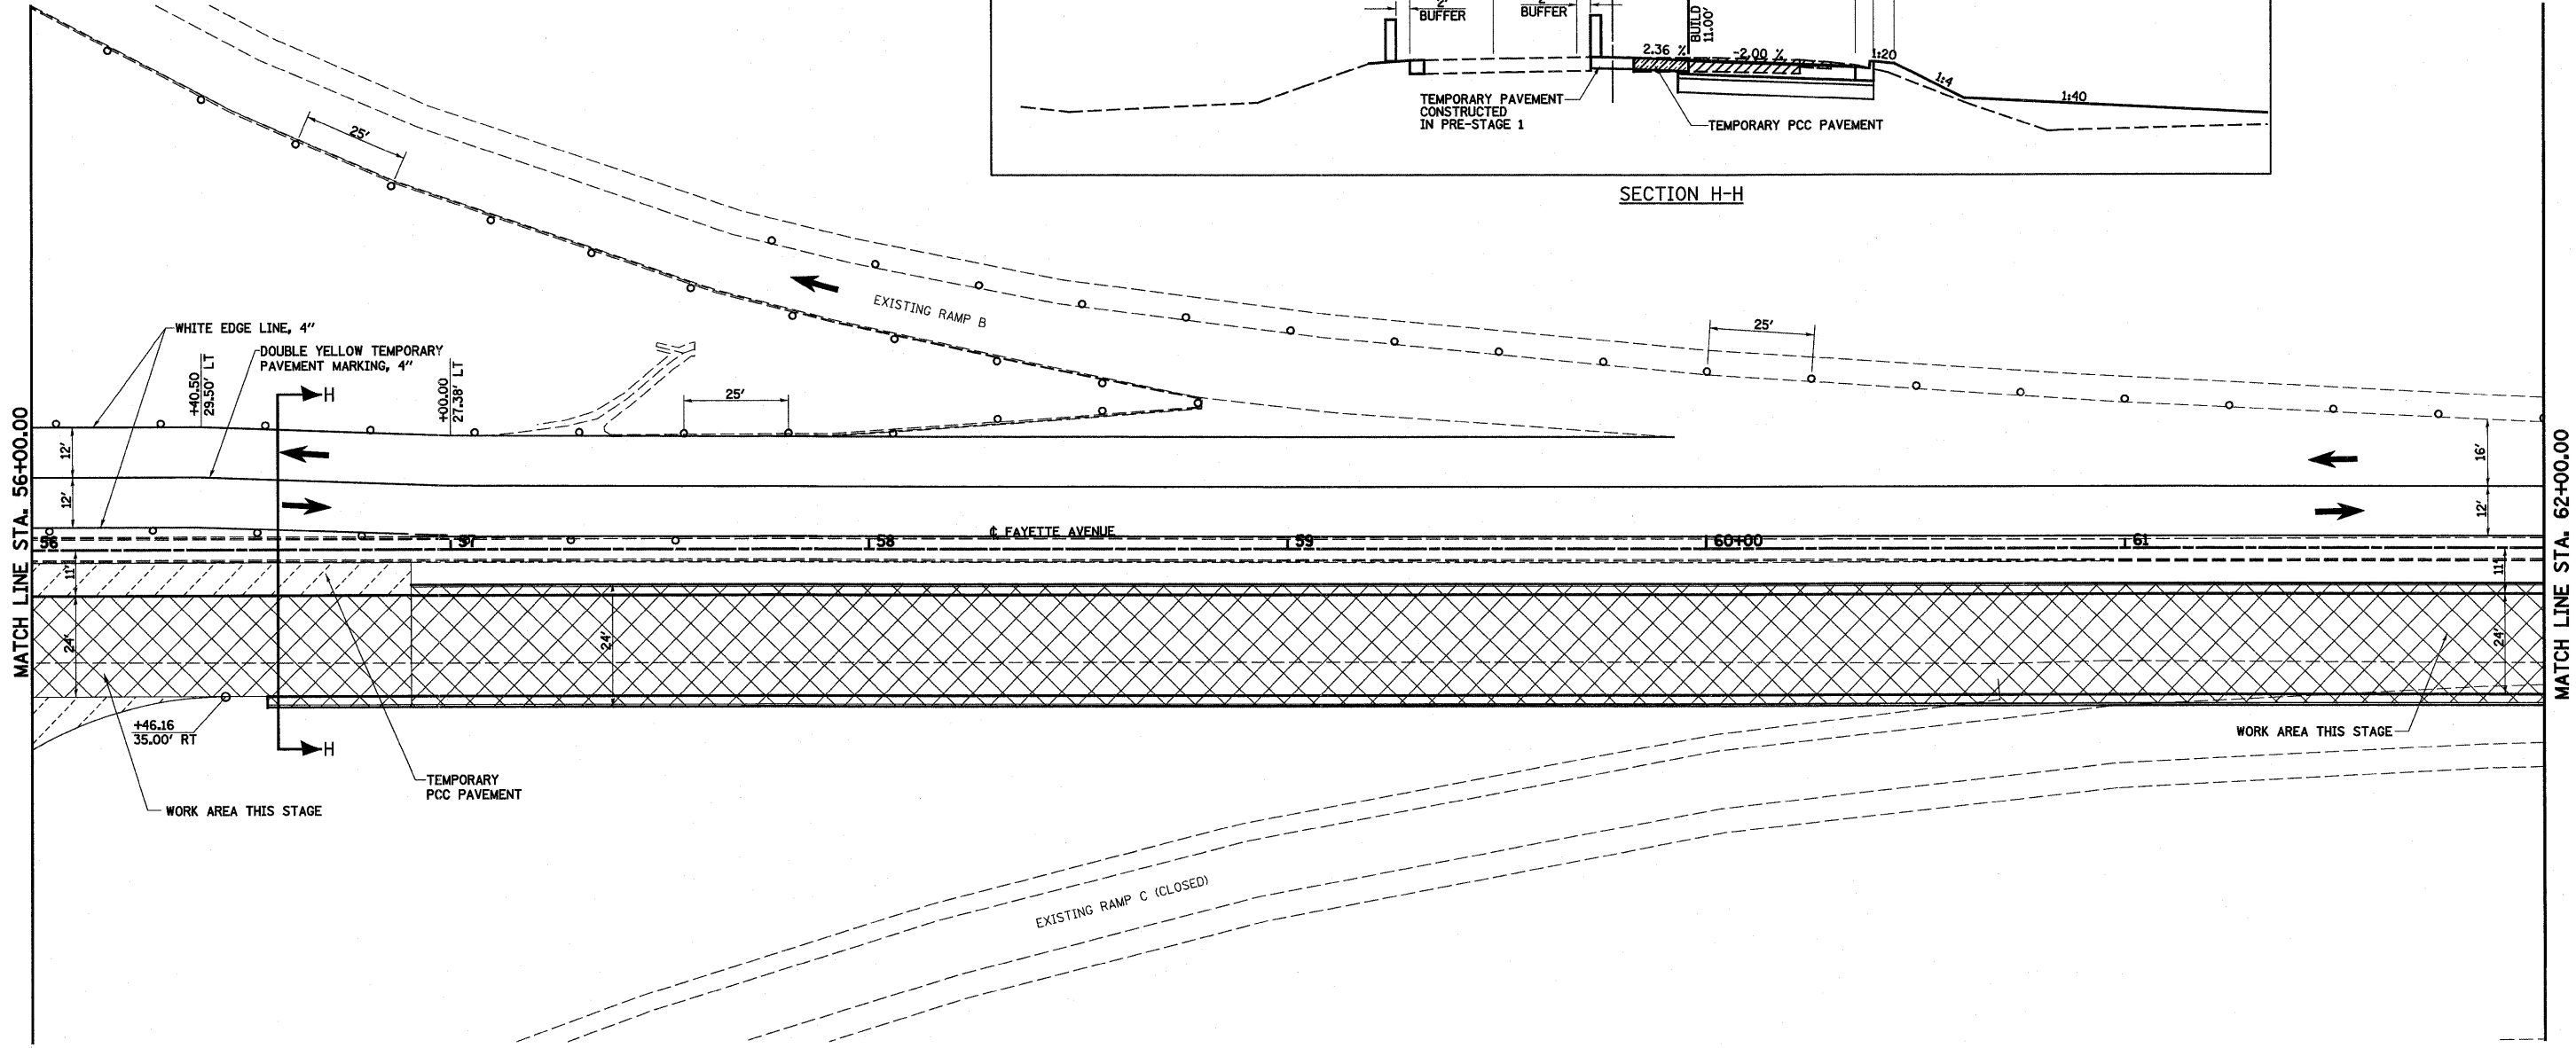 2'
BUFFER
2'
BUFFER
BUILD
11.00'
2.36 %
-2.00 %
1:20
1:4
1:40
TEMPORARY PAVEMENT
CONSTRUCTED
IN PRE-STAGE 1
TEMPORARY PCC PAVEMENT
SECTION H-H
25'
EXISTING RAMP B
25'
WHITE EDGE LINE, 4"
DOUBLE YELLOW TEMPORARY
PAVEMENT MARKING, 4"
+40.50
29.50' LT
H
+00.00
27.38' LT
25'
MATCH LINE STA. 56+00.00
12'
12'
16'
12'
MATCH LINE STA. 62+00.00
℄ FAYETTE AVENUE
56
57
58
59
60+00
61
11'
24'
24'
11'
24'
+46.16
35.00' RT
H
TEMPORARY
PCC PAVEMENT
WORK AREA THIS STAGE
WORK AREA THIS STAGE
EXISTING RAMP C (CLOSED)